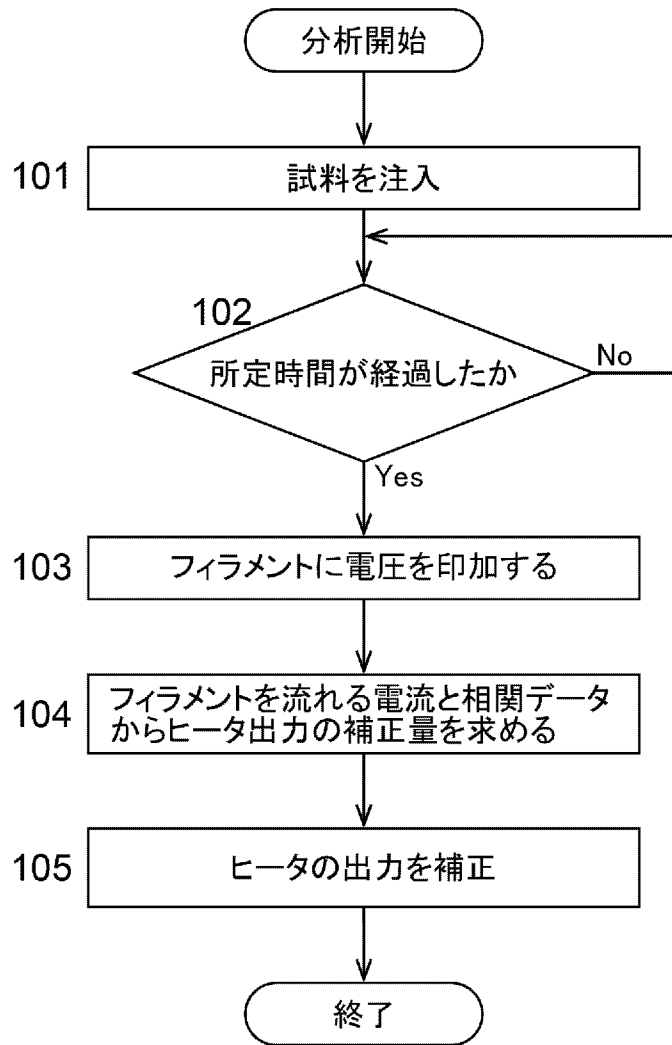 分析開始
101
試料を注入
102
所定時間が経過したか
No
Yes
103
フィラメントに電圧を印加する
104
フィラメントを流れる電流と相関データ
からヒータ出力の補正量を求める
105
ヒータの出力を補正
終了